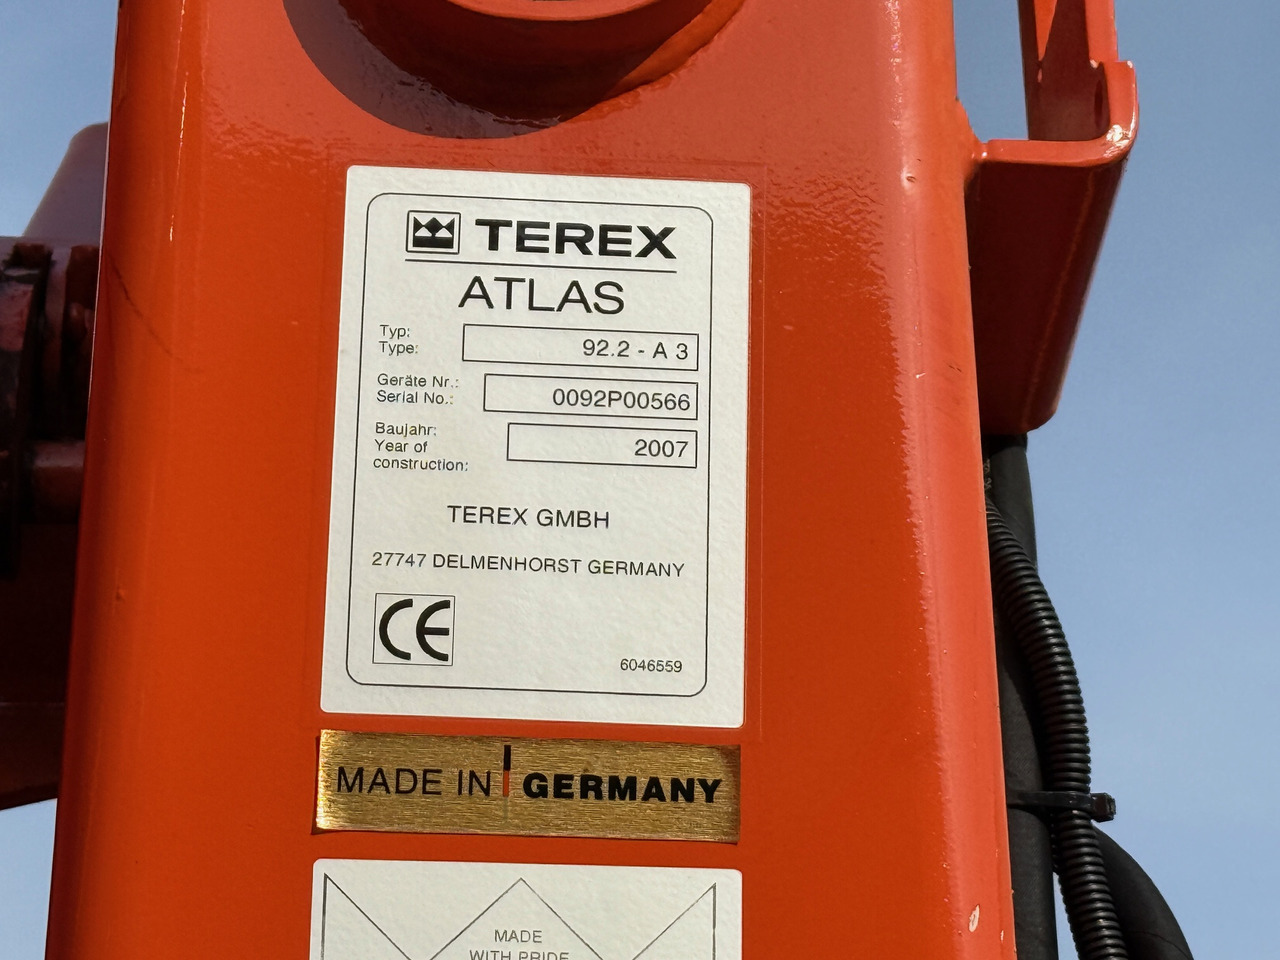 TEREX
ATLAS
Typ:
Type:
92.2 - A 3
Geräte Nr.:
Serial No.:
0092P00566
Baujahr:
Year of
construction:
2007
TEREX GMBH
27747 DELMENHORST GERMANY
CE
6046559
MADE IN GERMANY
MADE
WITH PRIDE